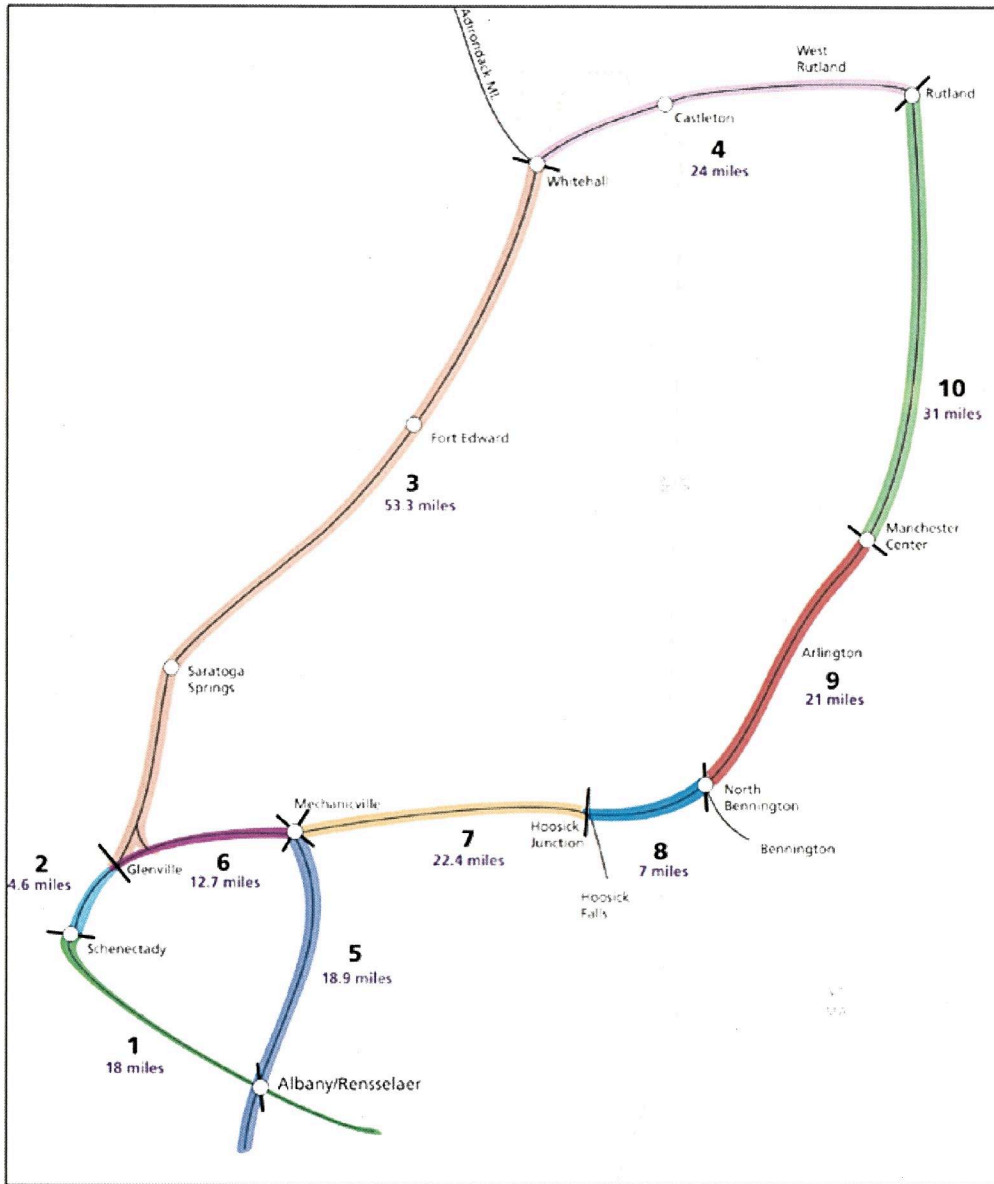 Adirondack ML
West
Rutland
Rutland
Castleton
4
24 miles
Whitehall
10
31 miles
Fort Edward
3
53.3 miles
Manchester
Center
Arlington
9
21 miles
Saratoga
Springs
Mechanicville
North
Bennington
Hoosick
Junction
7
22.4 miles
8
7 miles
Bennington
Hoosick
Falls
2
4.6 miles
Glenville
6
12.7 miles
Schenectady
5
18.9 miles
1
18 miles
Albany/Rensselaer